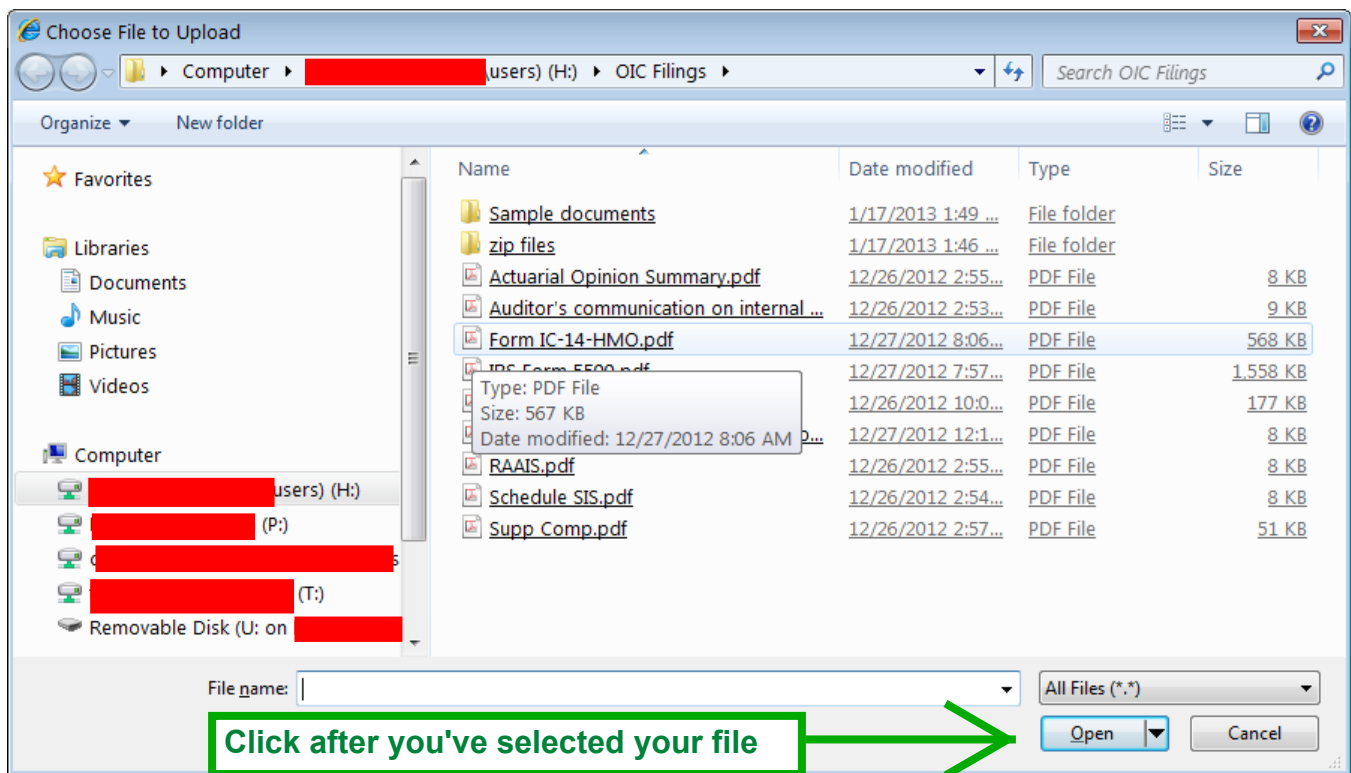 Choose File to Upload
Computer \users) (H:) OIC Filings Search OIC Filings
Organize New folder
Favorites
Libraries
Documents
Music
Pictures
Videos
Computer
users) (H:)
(P:)
s
(T:)
Removable Disk (U: on
Name Date modified Type Size
Sample documents 1/17/2013 1:49 ... File folder
zip files 1/17/2013 1:46 ... File folder
Actuarial Opinion Summary.pdf 12/26/2012 2:55... PDF File 8 KB
Auditor's communication on internal ... 12/26/2012 2:53... PDF File 9 KB
Form IC-14-HMO.pdf 12/27/2012 8:06... PDF File 568 KB
IRS Form 5500.pdf 12/27/2012 7:57... PDF File 1,558 KB
12/26/2012 10:0... PDF File 177 KB
12/27/2012 12:1... PDF File 8 KB
RAAIS.pdf 12/26/2012 2:55... PDF File 8 KB
Schedule SIS.pdf 12/26/2012 2:54... PDF File 8 KB
Supp Comp.pdf 12/26/2012 2:57... PDF File 51 KB
Type: PDF File
Size: 567 KB
Date modified: 12/27/2012 8:06 AM
File name: All Files (*.*)
Click after you've selected your file
Open Cancel